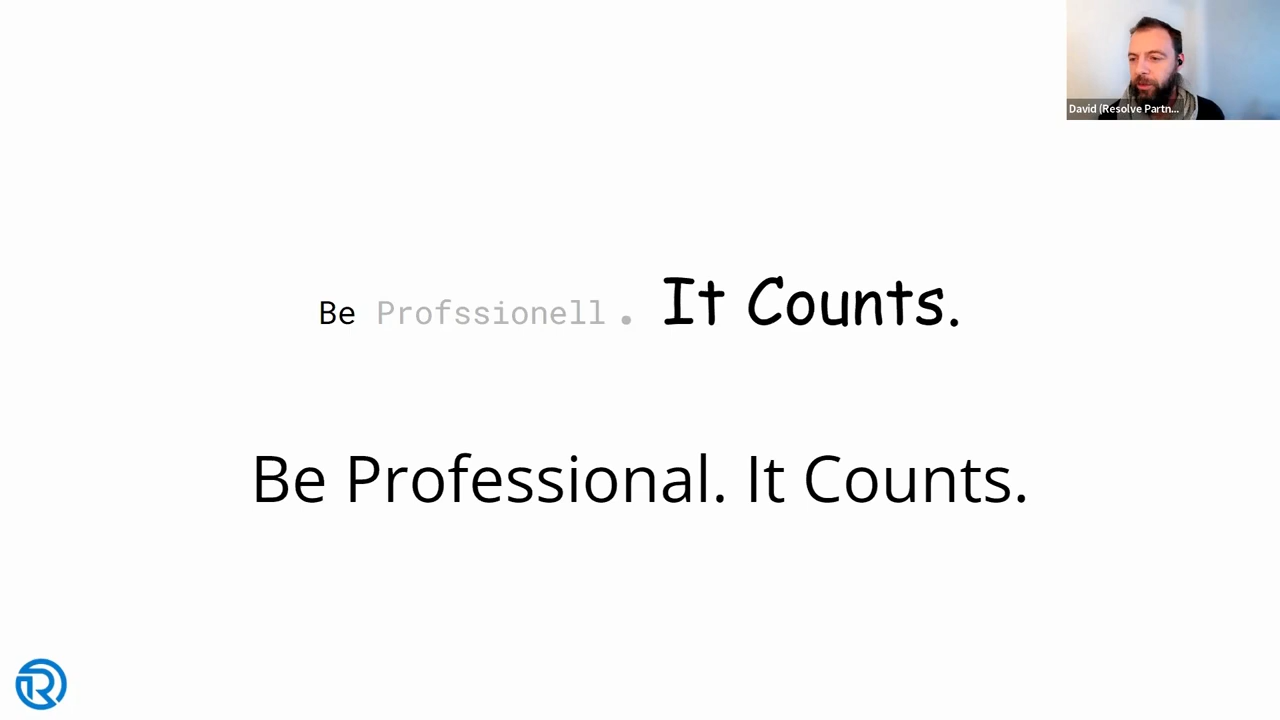 David (Resolve Partn...
Be Profssionell. It Counts.
Be Professional. It Counts.